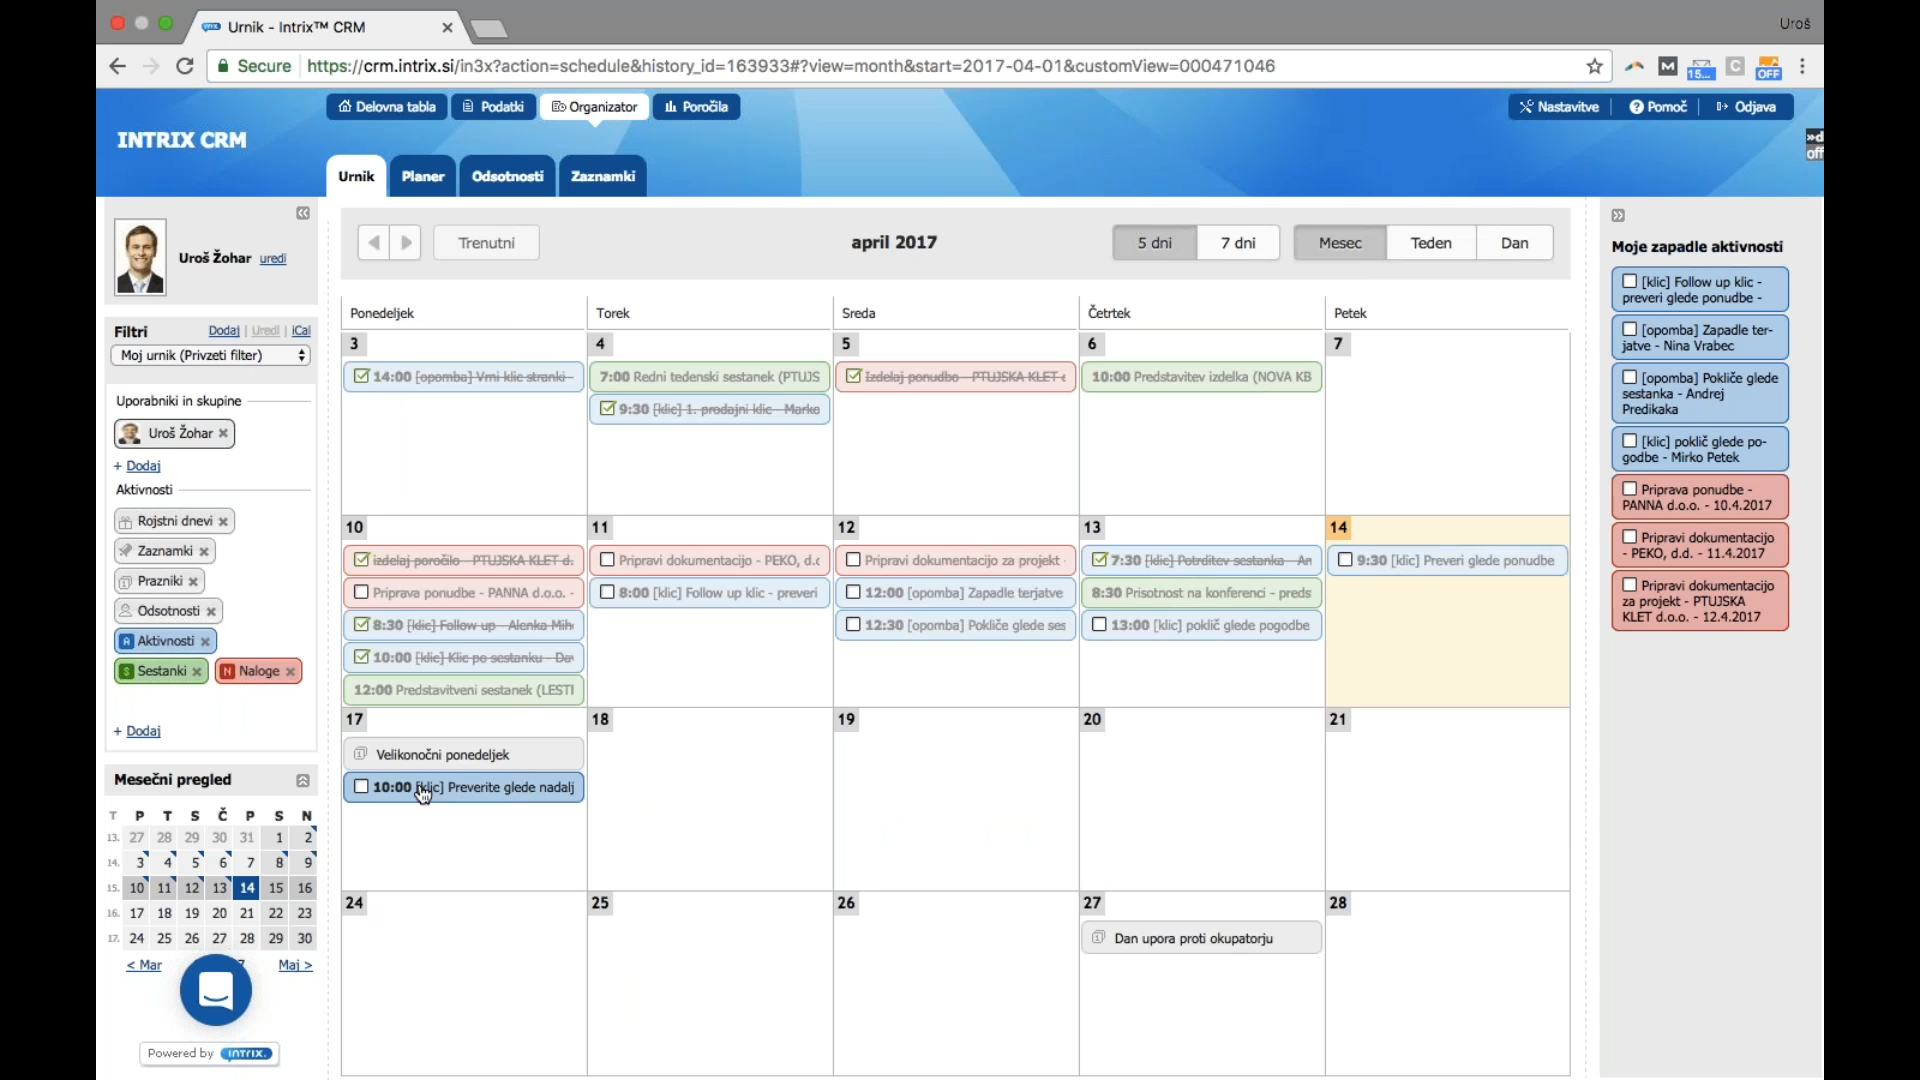 Urnik - Intrix™ CRM
Uroš
Secure
https://crm.intrix.si/in3x?action=schedule&history_id=163933#?view=month&start=2017-04-01&customView=000471046
M
15...
C
OFF
Delovna tabla
Podatki
Organizator
Poročila
Nastavitve
Pomoč
Odjava
INTRIX CRM
»d
off
Urnik
Planer
Odsotnosti
Zaznamki
Uroš Žohar uredi
Filtri
Dodaj | Uredi | iCal
Moj urnik (Privzeti filter)
Uporabniki in skupine
Uroš Žohar
+ Dodaj
Aktivnosti
Rojstni dnevi
Zaznamki
Prazniki
Odsotnosti
A Aktivnosti
S Sestanki
N Naloge
+ Dodaj
Mesečni pregled
T P T S Č P S N
13. 27 28 29 30 31 1 2
14. 3 4 5 6 7 8 9
15. 10 11 12 13 14 15 16
16. 17 18 19 20 21 22 23
17. 24 25 26 27 28 29 30
< Mar
7
Maj >
Powered by INTRIX.
Trenutni
april 2017
5 dni
7 dni
Mesec
Teden
Dan
Ponedeljek
Torek
Sreda
Četrtek
Petek
3
14:00 [opomba] Vrni klic stranki -
4
7:00 Redni tedenski sestanek (PTUJS
9:30 [klic] 1. prodajni klic - Marko
5
Izdelaj ponudbo - PTUJSKA KLET
6
10:00 Predstavitev izdelka (NOVA KB
7
10
izdelaj poročilo - PTUJSKA KLET d.
Priprava ponudbe - PANNA d.o.o. -
8:30 [klic] Follow up - Alenka Mih
10:00 [klic] Klic po sestanku -
12:00 Predstavitveni sestanek (LESTI
11
Pripravi dokumentacijo - PEKO, d.
8:00 [klic] Follow up klic - preveri
12
Pripravi dokumentacijo za projekt -
12:00 [opomba] Zapadle terjatve
12:30 [opomba] Pokliče glede ses
13
7:30 [klic] Potrditev sestanka -
8:30 Prisotnost na konferenci - preds
13:00 [klic] poklič glede pogodbe
14
9:30 [klic] Preveri glede ponudbe
17
Velikonočni ponedeljek
10:00 [klic] Preverite glede nadalj
18
19
20
21
24
25
26
27
Dan upora proti okupatorju
28
Moje zapadle aktivnosti
[klic] Follow up klic -
preveri glede ponudbe -
[opomba] Zapadle ter-
jatve - Nina Vrabec
[opomba] Pokliče glede
sestanka - Andrej
Predikaka
[klic] poklič glede po-
godbe - Mirko Petek
Priprava ponudbe -
PANNA d.o.o. - 10.4.2017
Pripravi dokumentacijo
- PEKO, d.d. - 11.4.2017
Pripravi dokumentacijo
za projekt - PTUJSKA
KLET d.o.o. - 12.4.2017